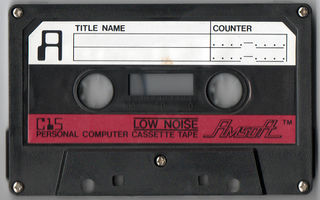 A TITLE NAME COUNTER
C15 LOW NOISE Amsoft ™
PERSONAL COMPUTER CASSETTE TAPE